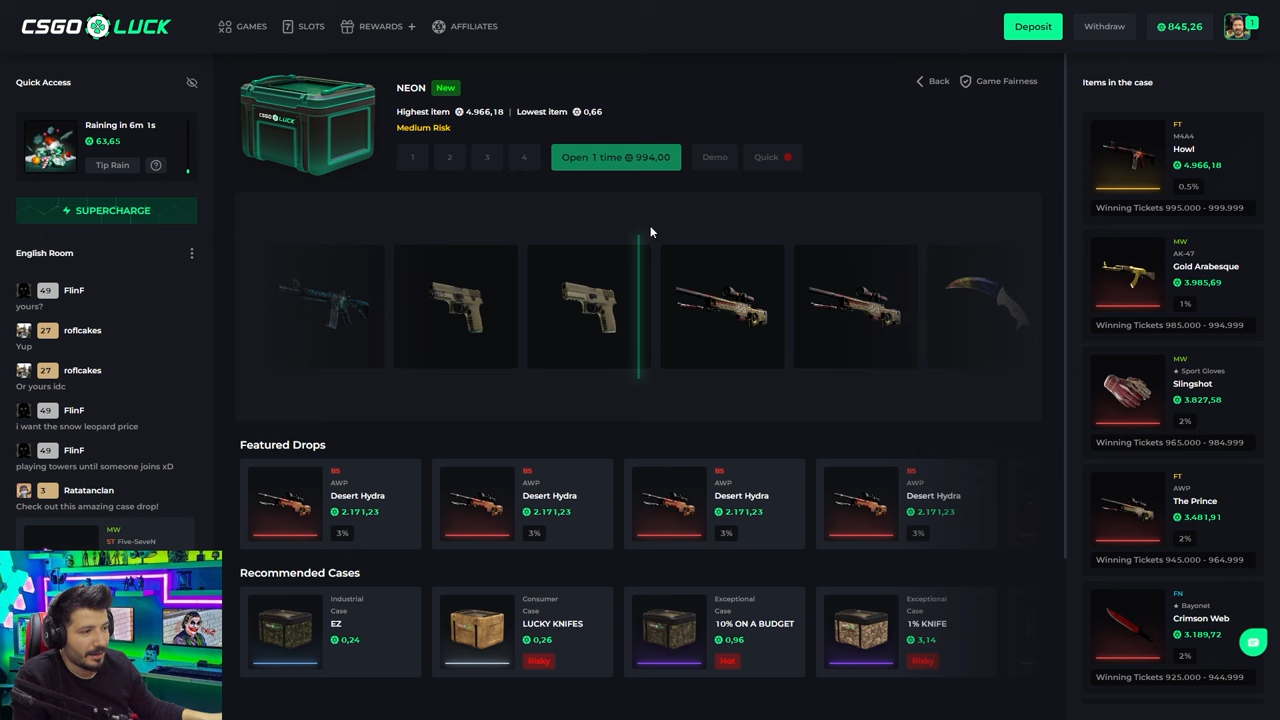 CSGO LUCK
GAMES
SLOTS
REWARDS +
AFFILIATES
Deposit
Withdraw
845,26
1
Quick Access
Raining in 6m 1s
63,65
Tip Rain
?
SUPERCHARGE
English Room
49 FlinF
yours?
27 roflcakes
Yup
27 roflcakes
Or yours idc
49 FlinF
i want the snow leopard price
49 FlinF
playing towers until someone joins xD
3 Ratatanclan
Check out this amazing case drop!
MW
ST Five-SeveN
CSGO LUCK
NEON New
Highest item 4.966,18 | Lowest item 0,66
Medium Risk
1
2
3
4
Open 1 time 994,00
Demo
Quick
Back
Game Fairness
Featured Drops
BS
AWP
Desert Hydra
2.171,23
3%
BS
AWP
Desert Hydra
2.171,23
3%
BS
AWP
Desert Hydra
2.171,23
3%
BS
AWP
Desert Hydra
2.171,23
3%
Recommended Cases
Industrial
Case
EZ
0,24
Consumer
Case
LUCKY KNIFES
0,26
Risky
Exceptional
Case
10% ON A BUDGET
0,96
Hot
Exceptional
Case
1% KNIFE
3,14
Risky
Items in the case
FT
M4A4
Howl
4.966,18
0.5%
Winning Tickets 995.000 - 999.999
MW
AK-47
Gold Arabesque
3.985,69
1%
Winning Tickets 985.000 - 994.999
MW
★ Sport Gloves
Slingshot
3.827,58
2%
Winning Tickets 965.000 - 984.999
FT
AWP
The Prince
3.481,91
2%
Winning Tickets 945.000 - 964.999
FN
★ Bayonet
Crimson Web
3.189,72
2%
Winning Tickets 925.000 - 944.999